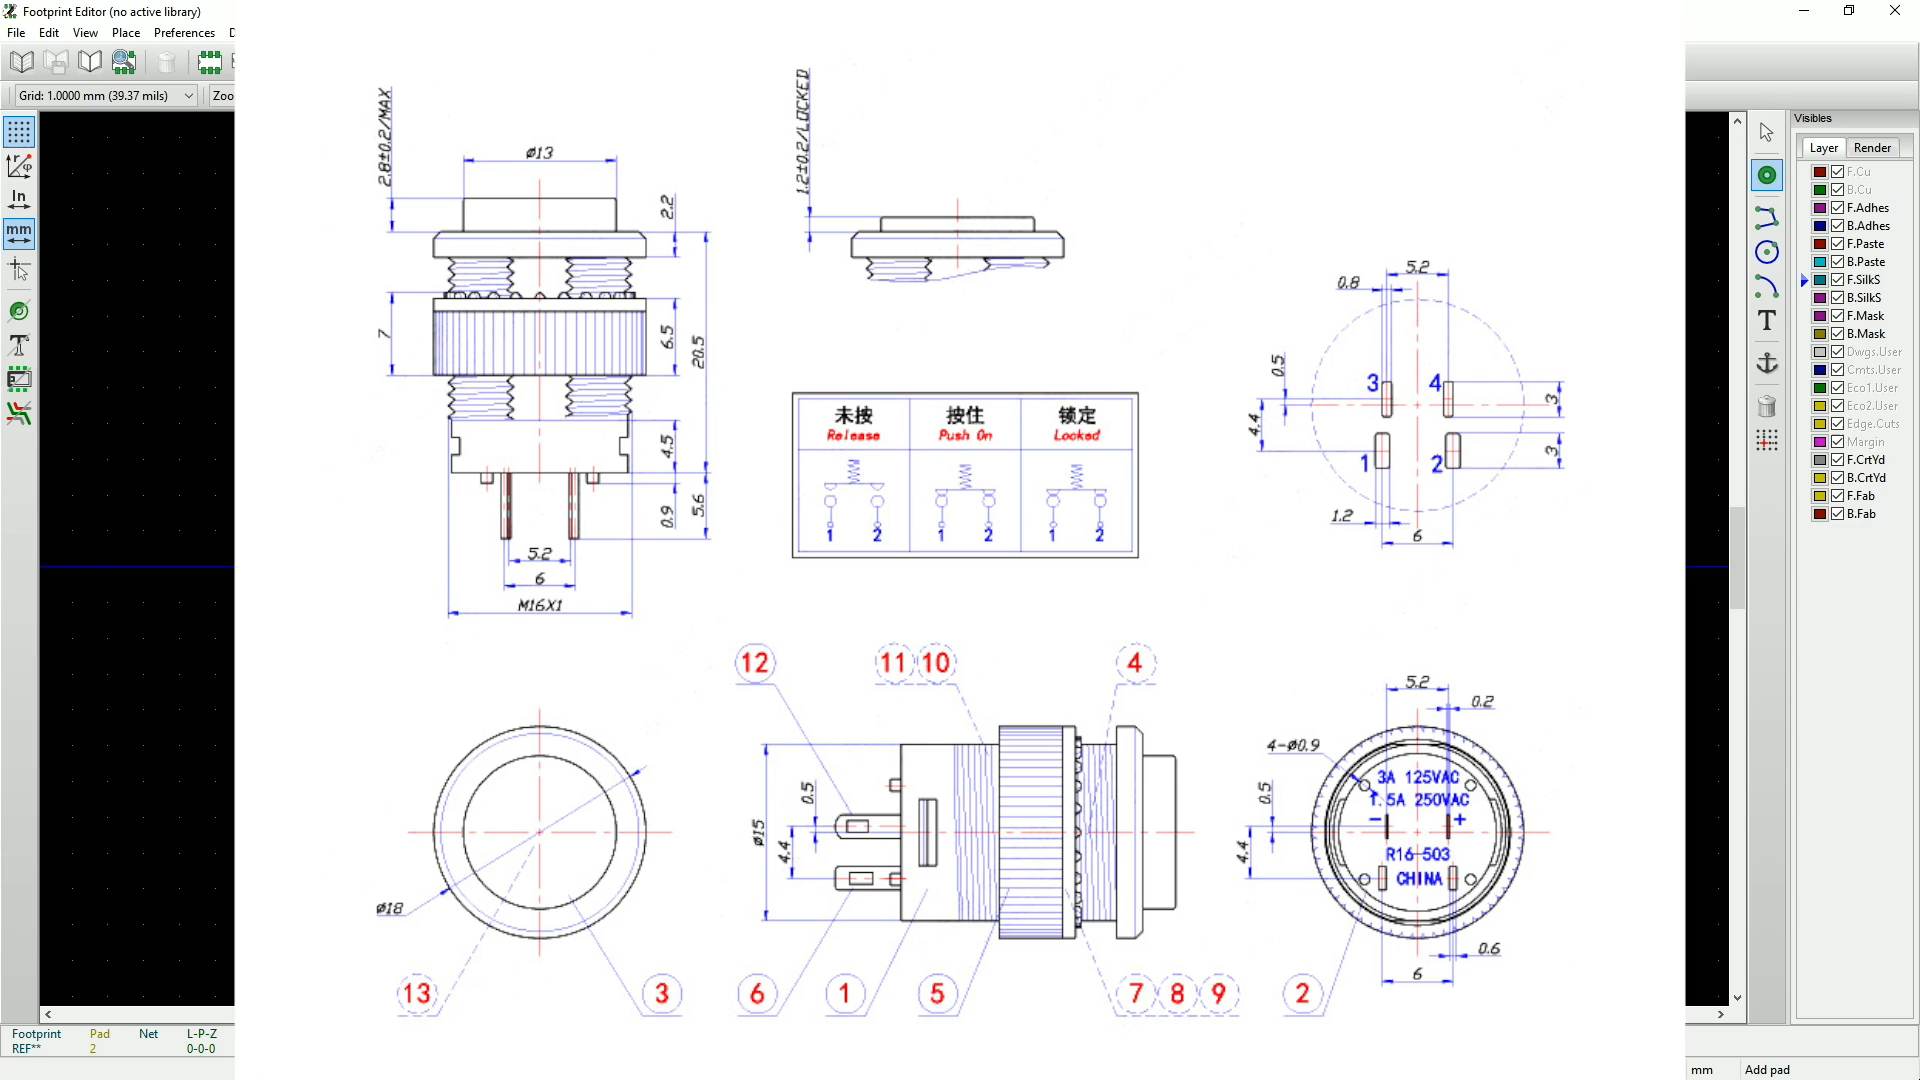 Footprint Editor (no active library)
File Edit View Place Preferences
Grid: 1.0000 mm (39.37 mils)
Zoo
In
mm
Visibles
Layer Render
F.Cu
B.Cu
F.Adhes
B.Adhes
F.Paste
B.Paste
F.SilkS
B.SilkS
F.Mask
B.Mask
Dwgs.User
Cmts.User
Eco1.User
Eco2.User
Edge.Cuts
Margin
F.CrtYd
B.CrtYd
F.Fab
B.Fab
2.8±0.2/MAX
ø13
2.2
7
6.5
20.5
4.5
0.9
5.6
5.2
6
M16X1
1.2±0.2/LOCKED
未按 按住 锁定
Release Push On Locked
1 2 1 2 1 2
5.2
0.8
0.5
3 4
3
4.4
1 2
3
1.2
6
12 11 10 4
ø18
13 3
0.5
ø15
4.4
6 1 5 7 8 9 2
5.2
0.2
4-ø0.9
3A 125VAC
1.5A 250VAC
0.5
- +
4.4
R16-503
CHINA
0.6
6
Footprint Pad Net L-P-Z
REF** 2 0-0-0
mm Add pad